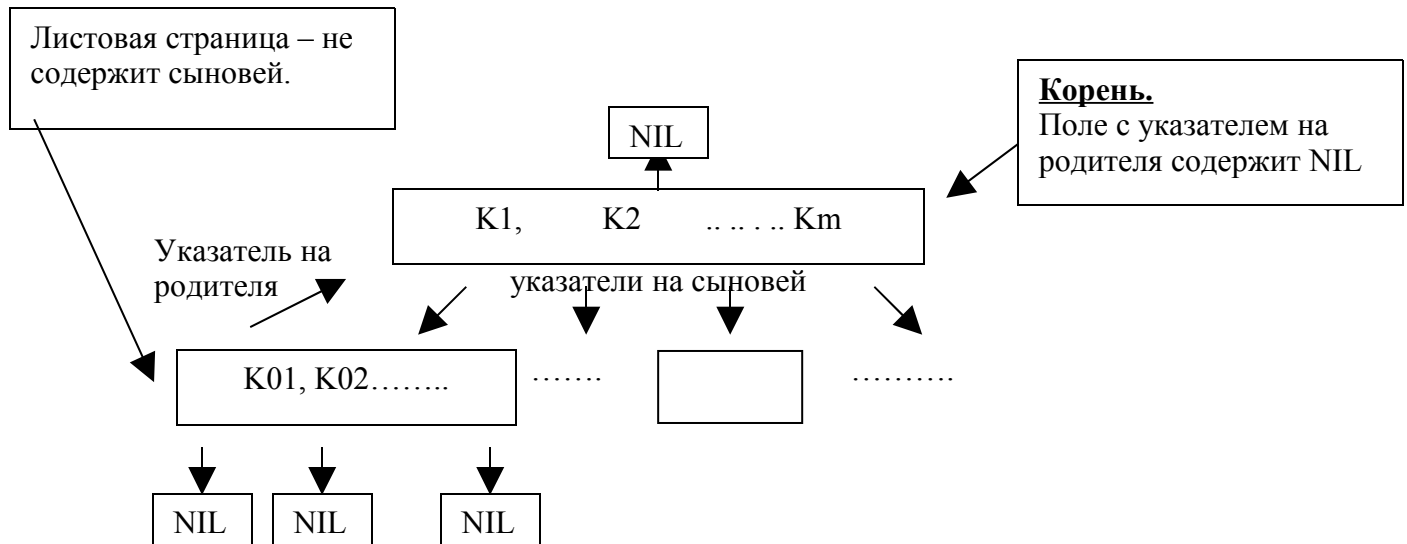 Листовая страница – не
содержит сыновей.
Корень.
Поле с указателем на
родителя содержит NIL
NIL
K1, K2 .. .. . .. Km
Указатель на
родителя
указатели на сыновей
K01, K02……..
…….
……….
NIL
NIL
NIL